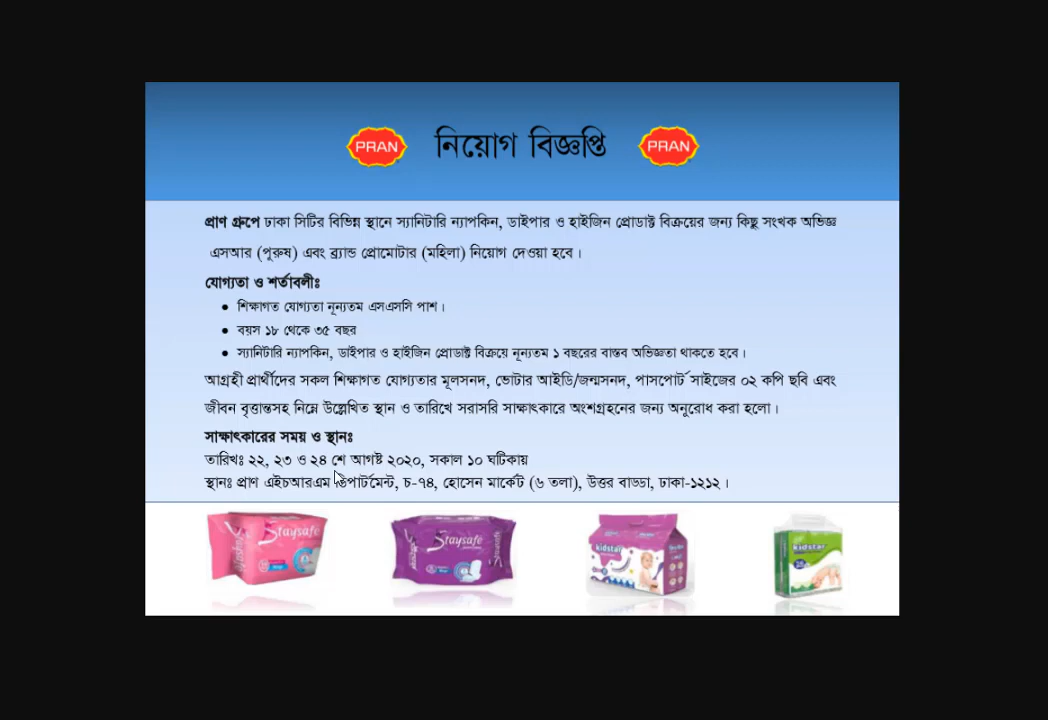 PRAN নিয়োগ বিজ্ঞপ্তি PRAN
প্রাণ গ্রুপে ঢাকা সিটির বিভিন্ন স্থানে স্যানিটারি ন্যাপকিন, ডাইপার ও হাইজিন প্রোডাক্ট বিক্রয়ের জন্য কিছু সংখক অভিজ্ঞ
এসআর (পুরুষ) এবং ব্র্যান্ড প্রোমোটার (মহিলা) নিয়োগ দেওয়া হবে।
যোগ্যতা ও শর্তাবলীঃ
• শিক্ষাগত যোগ্যতা নূন্যতম এসএসসি পাশ।
• বয়স ১৮ থেকে ৩৫ বছর
• স্যানিটারি ন্যাপকিন, ডাইপার ও হাইজিন প্রোডাক্ট বিক্রয়ে নূন্যতম ১ বছরের বাস্তব অভিজ্ঞতা থাকতে হবে।
আগ্রহী প্রার্থীদের সকল শিক্ষাগত যোগ্যতার মূলসনদ, ভোটার আইডি/জন্মসনদ, পাসপোর্ট সাইজের ০২ কপি ছবি এবং
জীবন বৃত্তান্তসহ নিম্নে উল্লেখিত স্থান ও তারিখে সরাসরি সাক্ষাৎকারে অংশগ্রহনের জন্য অনুরোধ করা হলো।
সাক্ষাৎকারের সময় ও স্থানঃ
তারিখঃ ২২, ২৩ ও ২৪ শে আগষ্ট ২০২০, সকাল ১০ ঘটিকায়
স্থানঃ প্রাণ এইচআরএম ডিপার্টমেন্ট, চ-৭৪, হোসেন মার্কেট (৬ তলা), উত্তর বাড্ডা, ঢাকা-১২১২।
Staysafe Staysafe kidstar kidstar